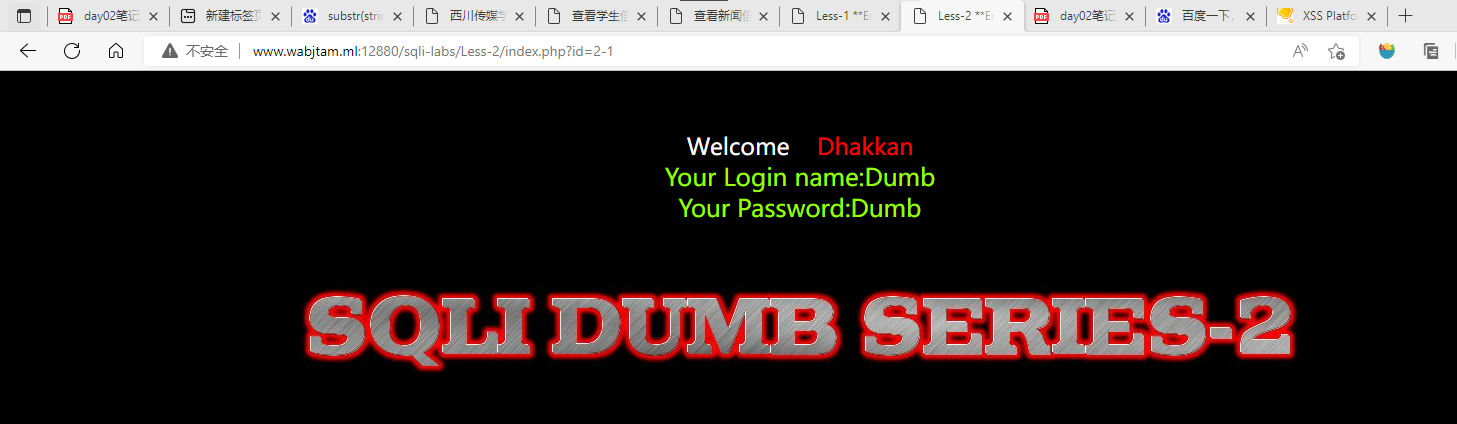 day02笔记
新建标签页
substr(strin
西川传媒学
查看学生信
查看新闻信
Less-1 **Er
Less-2 **Er
day02笔记
百度一下,
XSS Platfo
不安全
www.wabjtam.ml:12880/sqli-labs/Less-2/index.php?id=2-1
Welcome Dhakkan
Your Login name:Dumb
Your Password:Dumb
SQLI DUMB SERIES-2